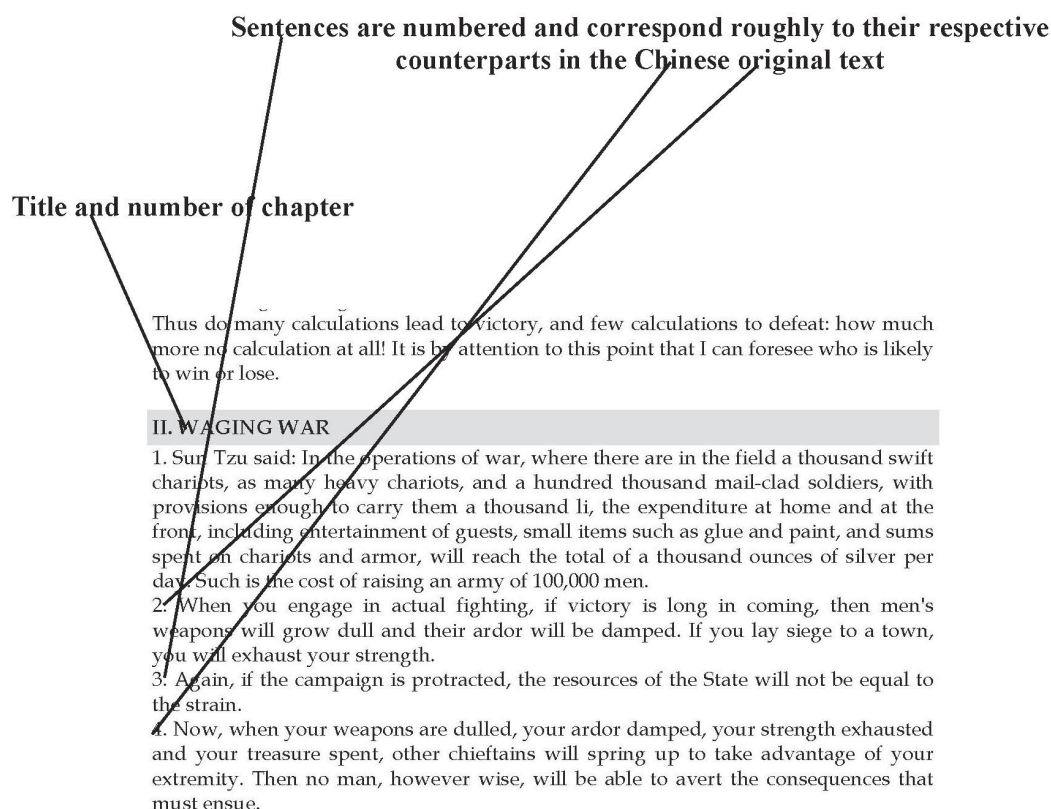 Sentences are numbered and correspond roughly to their respective
counterparts in the Chinese original text
Title and number of chapter
Thus do many calculations lead to victory, and few calculations to defeat: how much
more no calculation at all! It is by attention to this point that I can foresee who is likely
to win or lose.
II. WAGING WAR
1. Sun Tzu said: In the operations of war, where there are in the field a thousand swift
chariots, as many heavy chariots, and a hundred thousand mail-clad soldiers, with
provisions enough to carry them a thousand li, the expenditure at home and at the
front, including entertainment of guests, small items such as glue and paint, and sums
spent on chariots and armor, will reach the total of a thousand ounces of silver per
day. Such is the cost of raising an army of 100,000 men.
2. When you engage in actual fighting, if victory is long in coming, then men's
weapons will grow dull and their ardor will be damped. If you lay siege to a town,
you will exhaust your strength.
3. Again, if the campaign is protracted, the resources of the State will not be equal to
the strain.
4. Now, when your weapons are dulled, your ardor damped, your strength exhausted
and your treasure spent, other chieftains will spring up to take advantage of your
extremity. Then no man, however wise, will be able to avert the consequences that
must ensue.